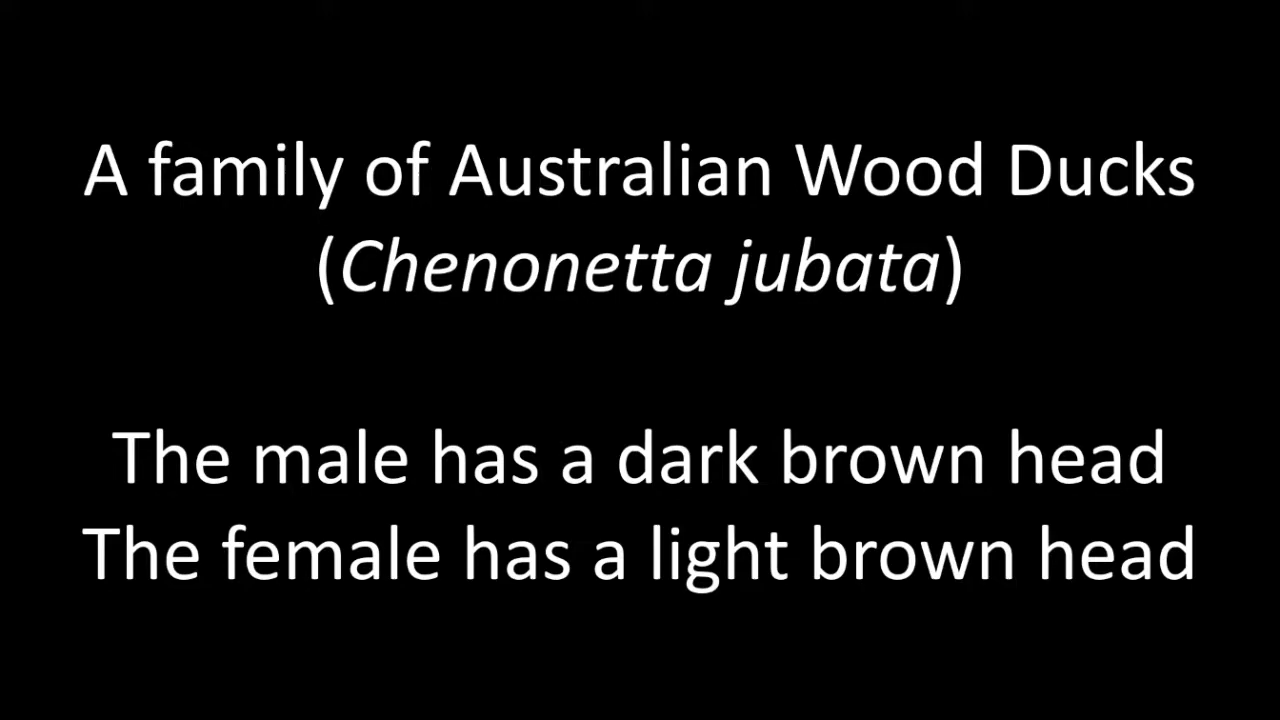 A family of Australian Wood Ducks
(Chenonetta jubata)
The male has a dark brown head
The female has a light brown head